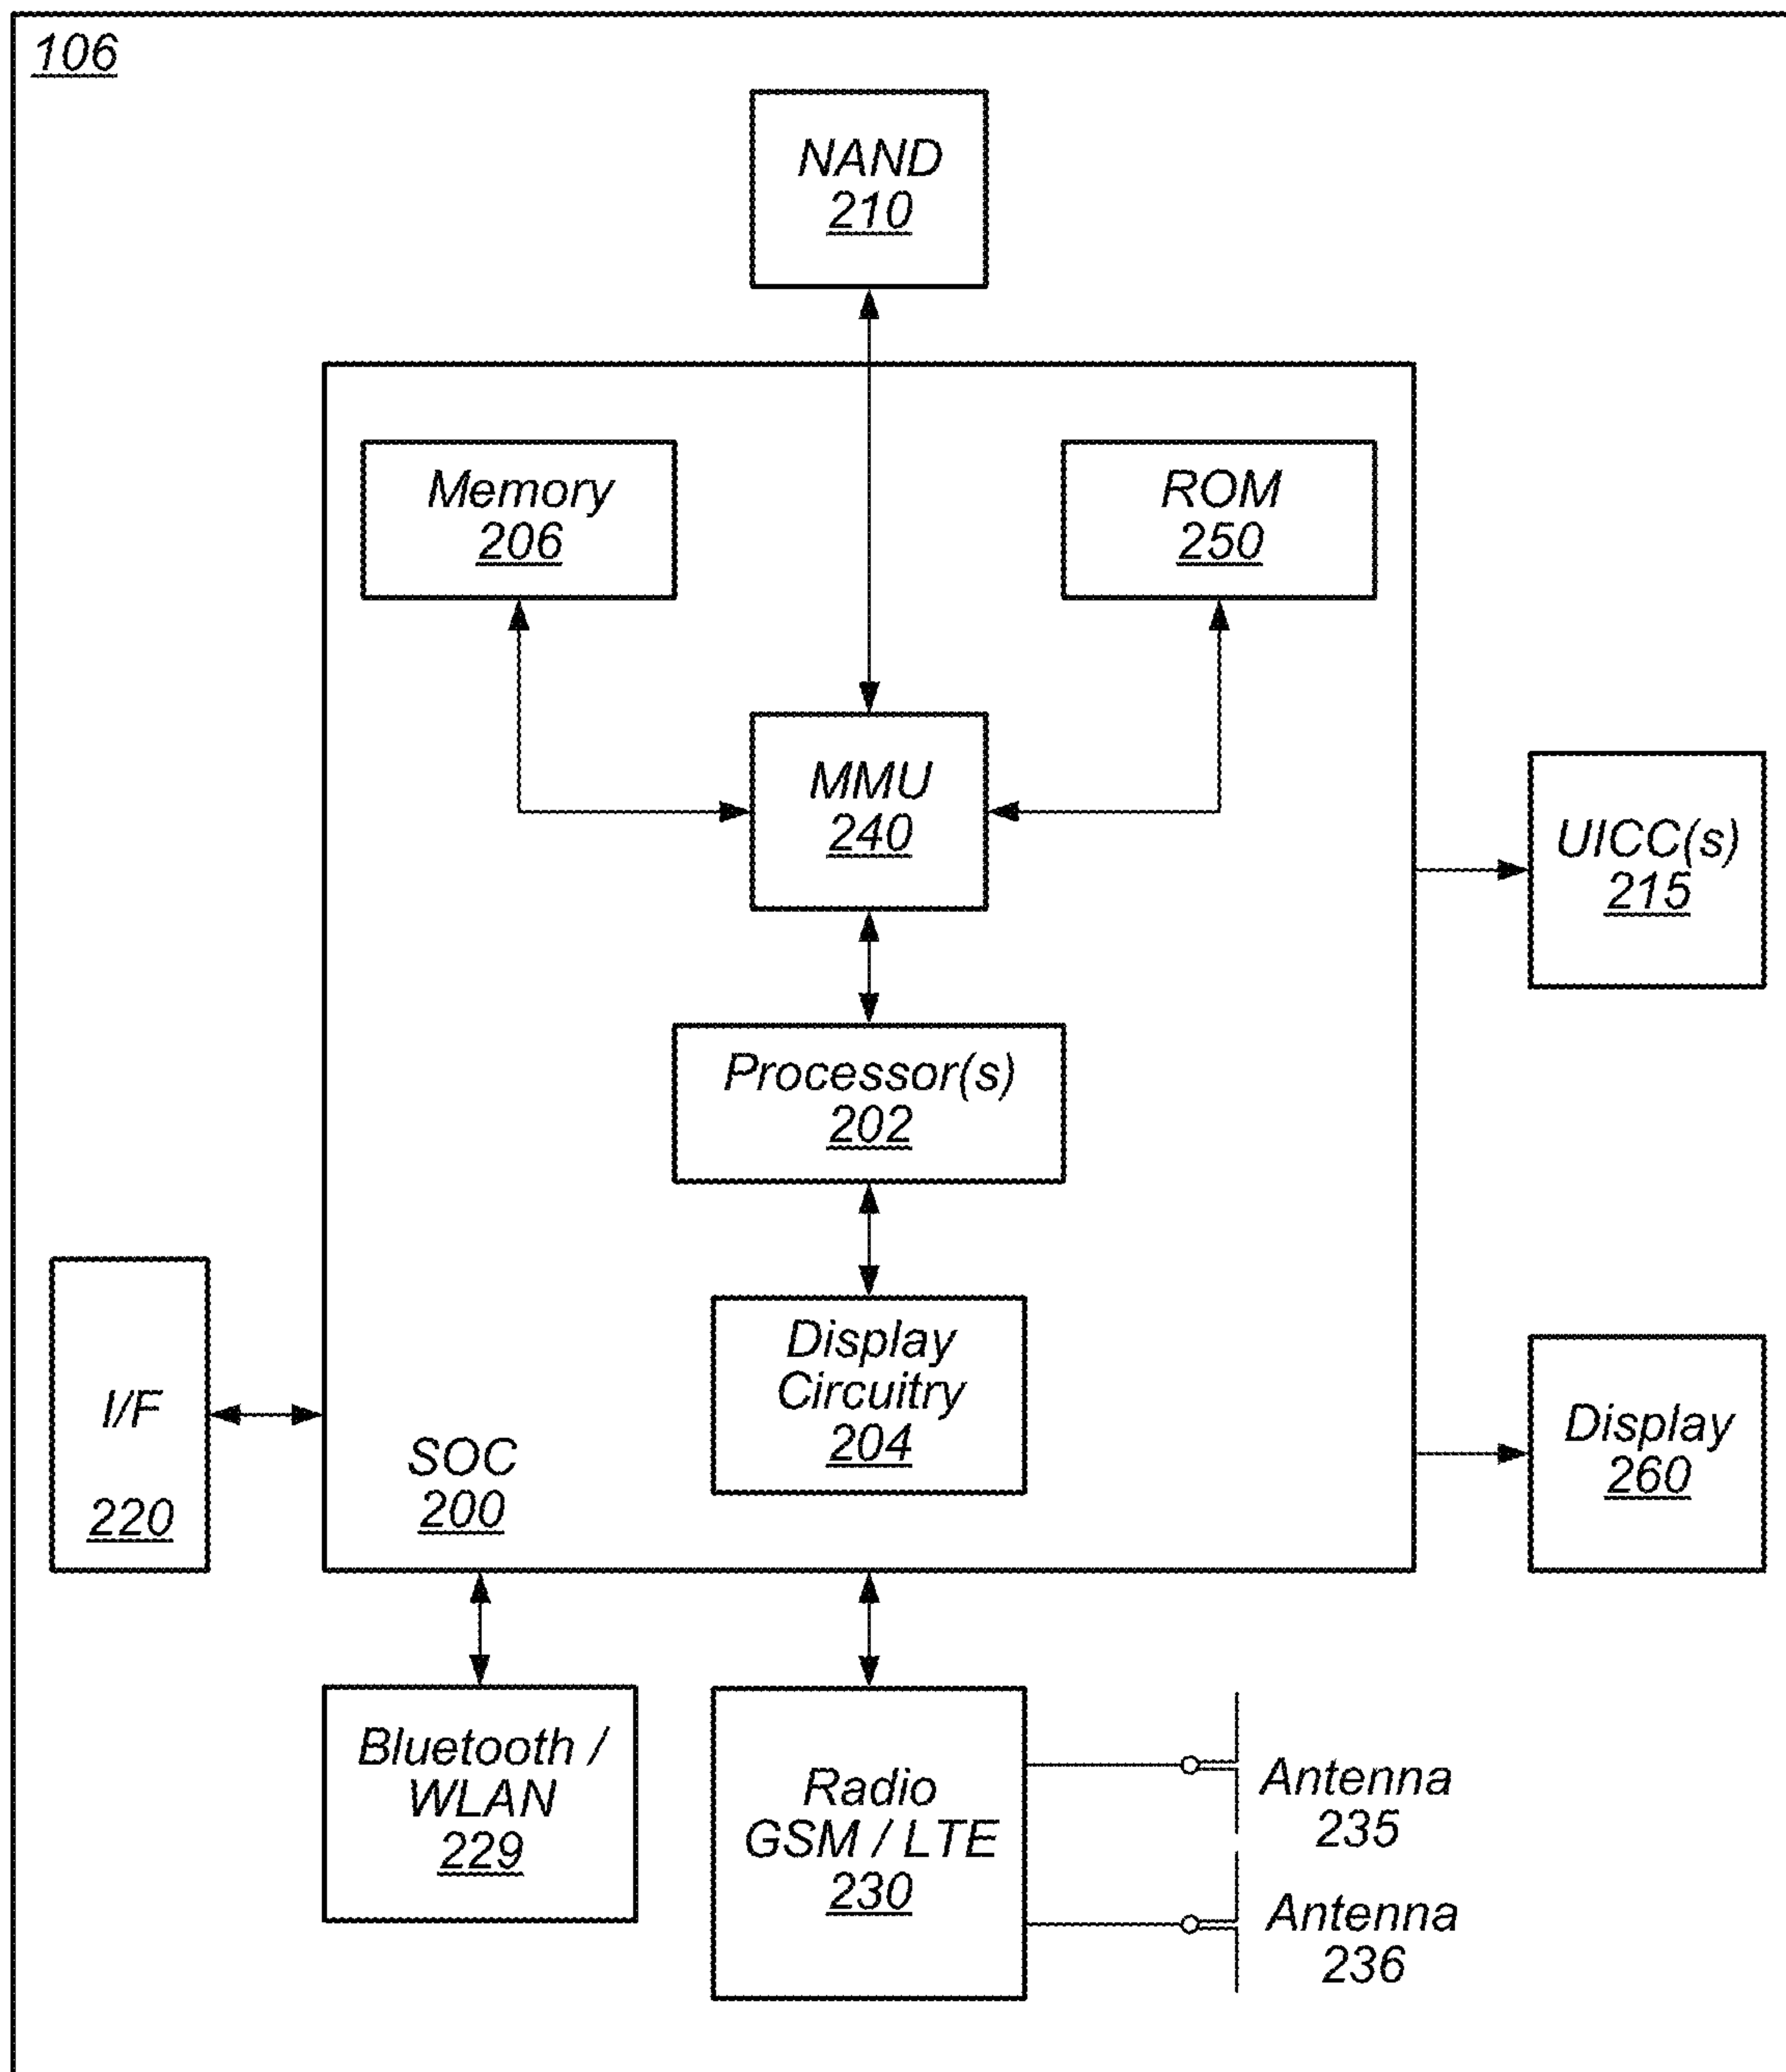 106
NAND
210
Memory
206
ROM
250
MMU
240
UICC(s)
215
Processor(s)
202
Display
Circuitry
204
I/F
220
SOC
200
Display
260
Bluetooth /
WLAN
229
Radio
GSM / LTE
230
Antenna
235
Antenna
236